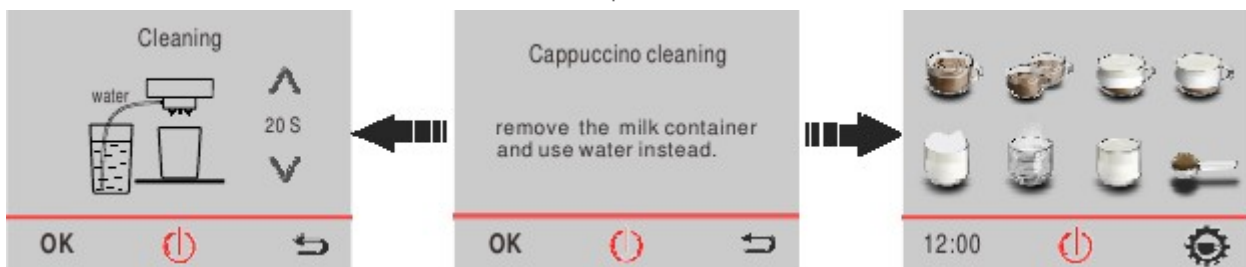 Cleaning
water
20 S
OK
Cappuccino cleaning
remove the milk container
and use water instead.
OK
12:00